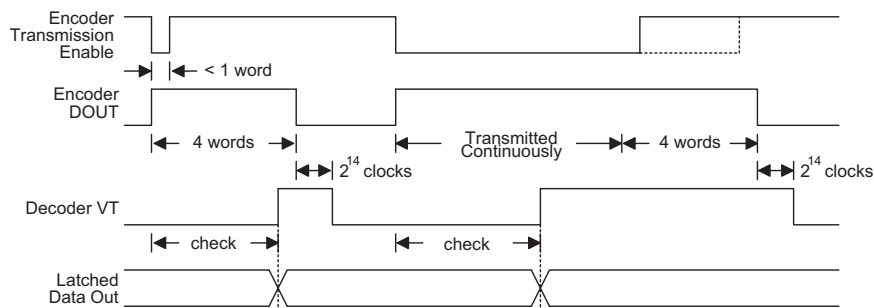 Encoder
Transmission
Enable
< 1 word
Encoder
DOUT
4 words
Transmitted
Continuously
4 words
2^14 clocks
2^14 clocks
Decoder VT
check
check
Latched
Data Out